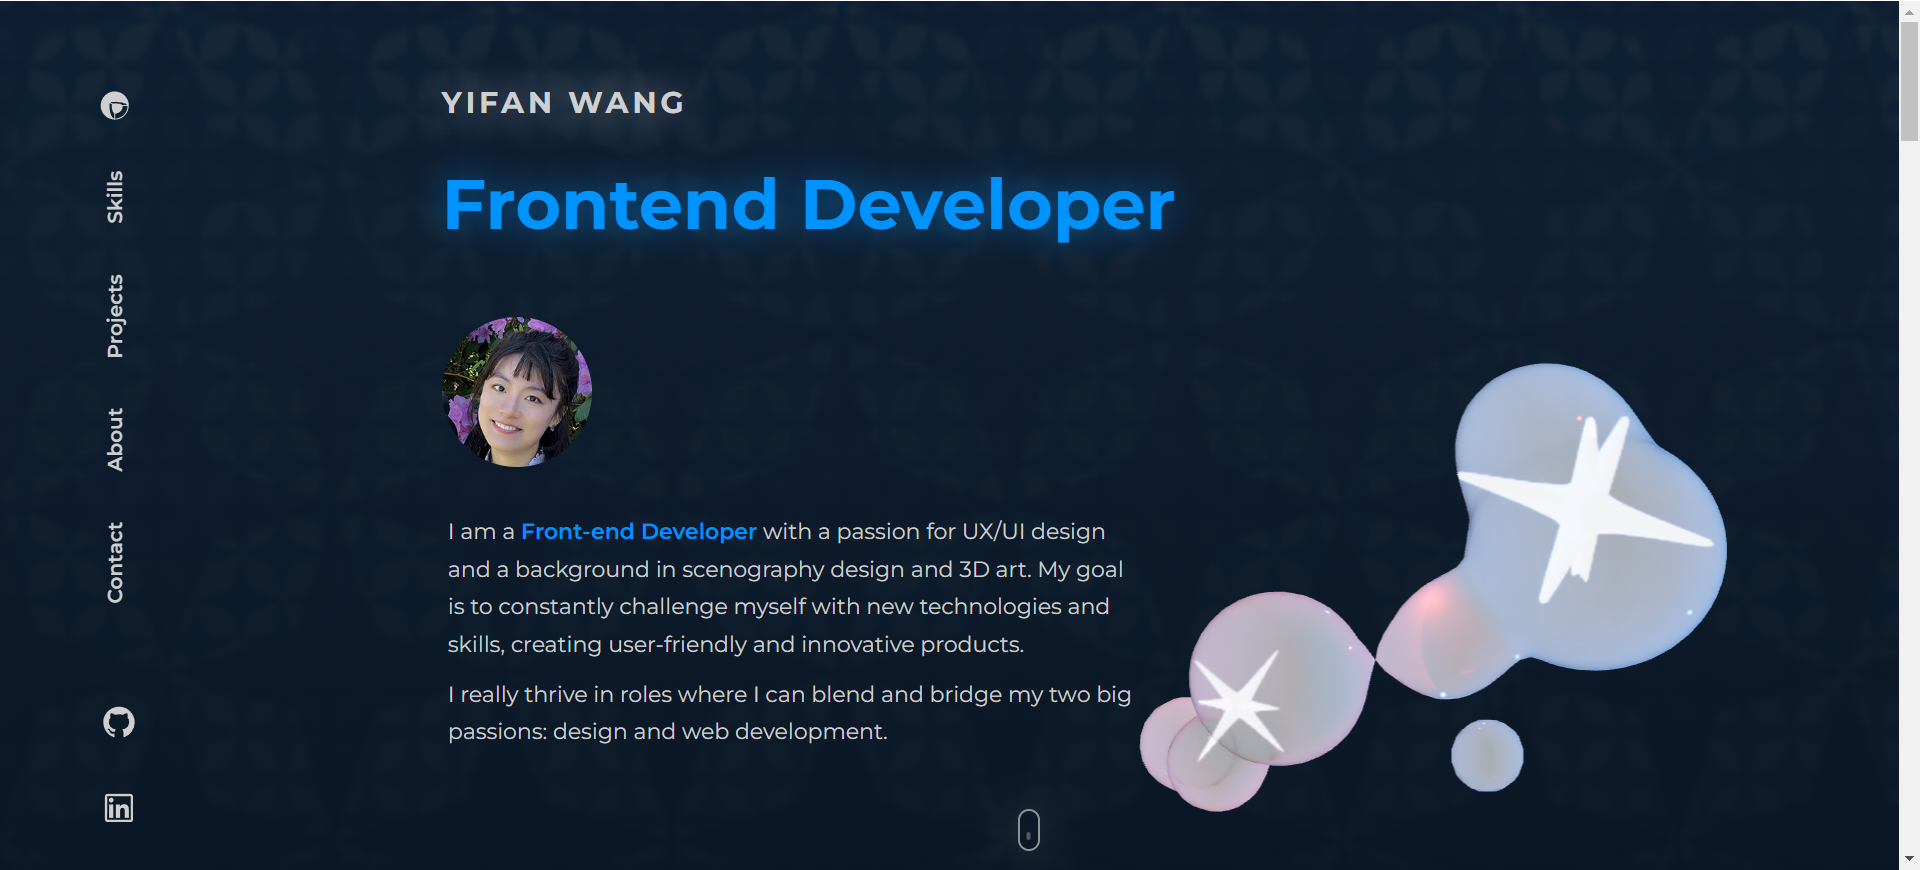 YIFAN WANG
Frontend Developer
Skills
Projects
About
Contact
I am a Front-end Developer with a passion for UX/UI design
and a background in scenography design and 3D art. My goal
is to constantly challenge myself with new technologies and
skills, creating user-friendly and innovative products.
I really thrive in roles where I can blend and bridge my two big
passions: design and web development.
in